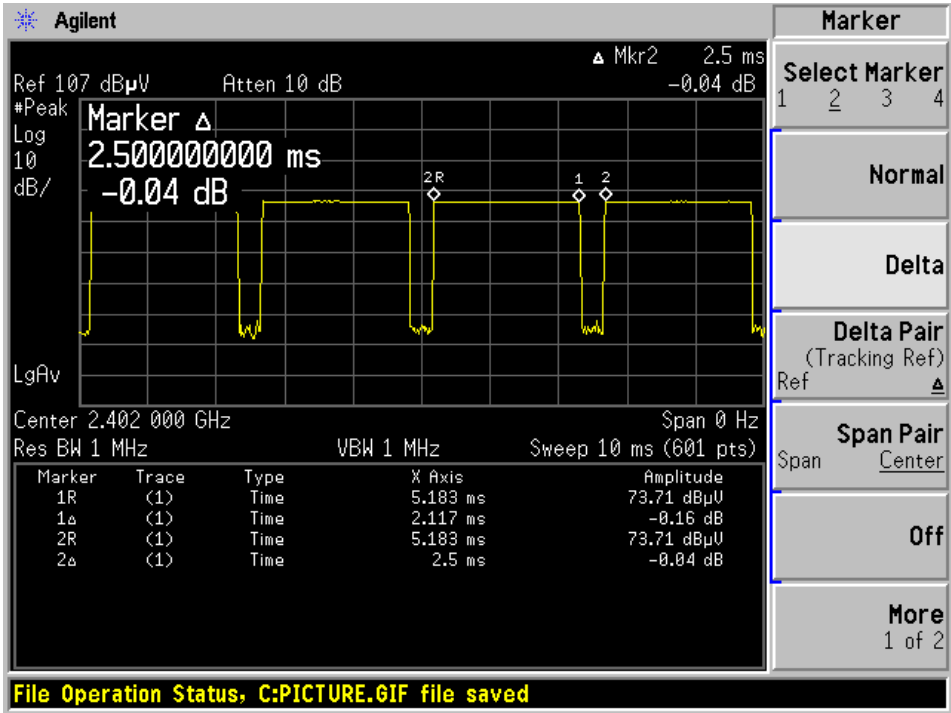 Agilent
Marker
Δ Mkr2 2.5 ms
Ref 107 dBµV Atten 10 dB -0.04 dB
#Peak
Log
10
dB/
Marker Δ
2.500000000 ms
-0.04 dB
2R 1 2
LgAv
Center 2.402 000 GHz Span 0 Hz
Res BW 1 MHz VBW 1 MHz Sweep 10 ms (601 pts)
Marker Trace Type X Axis Amplitude
1R (1) Time 5.183 ms 73.71 dBµV
1Δ (1) Time 2.117 ms -0.16 dB
2R (1) Time 5.183 ms 73.71 dBµV
2Δ (1) Time 2.5 ms -0.04 dB
Select Marker
1 2 3 4
Normal
Delta
Delta Pair
(Tracking Ref)
Ref Δ
Span Pair
Span Center
Off
More
1 of 2
File Operation Status, C:PICTURE.GIF file saved